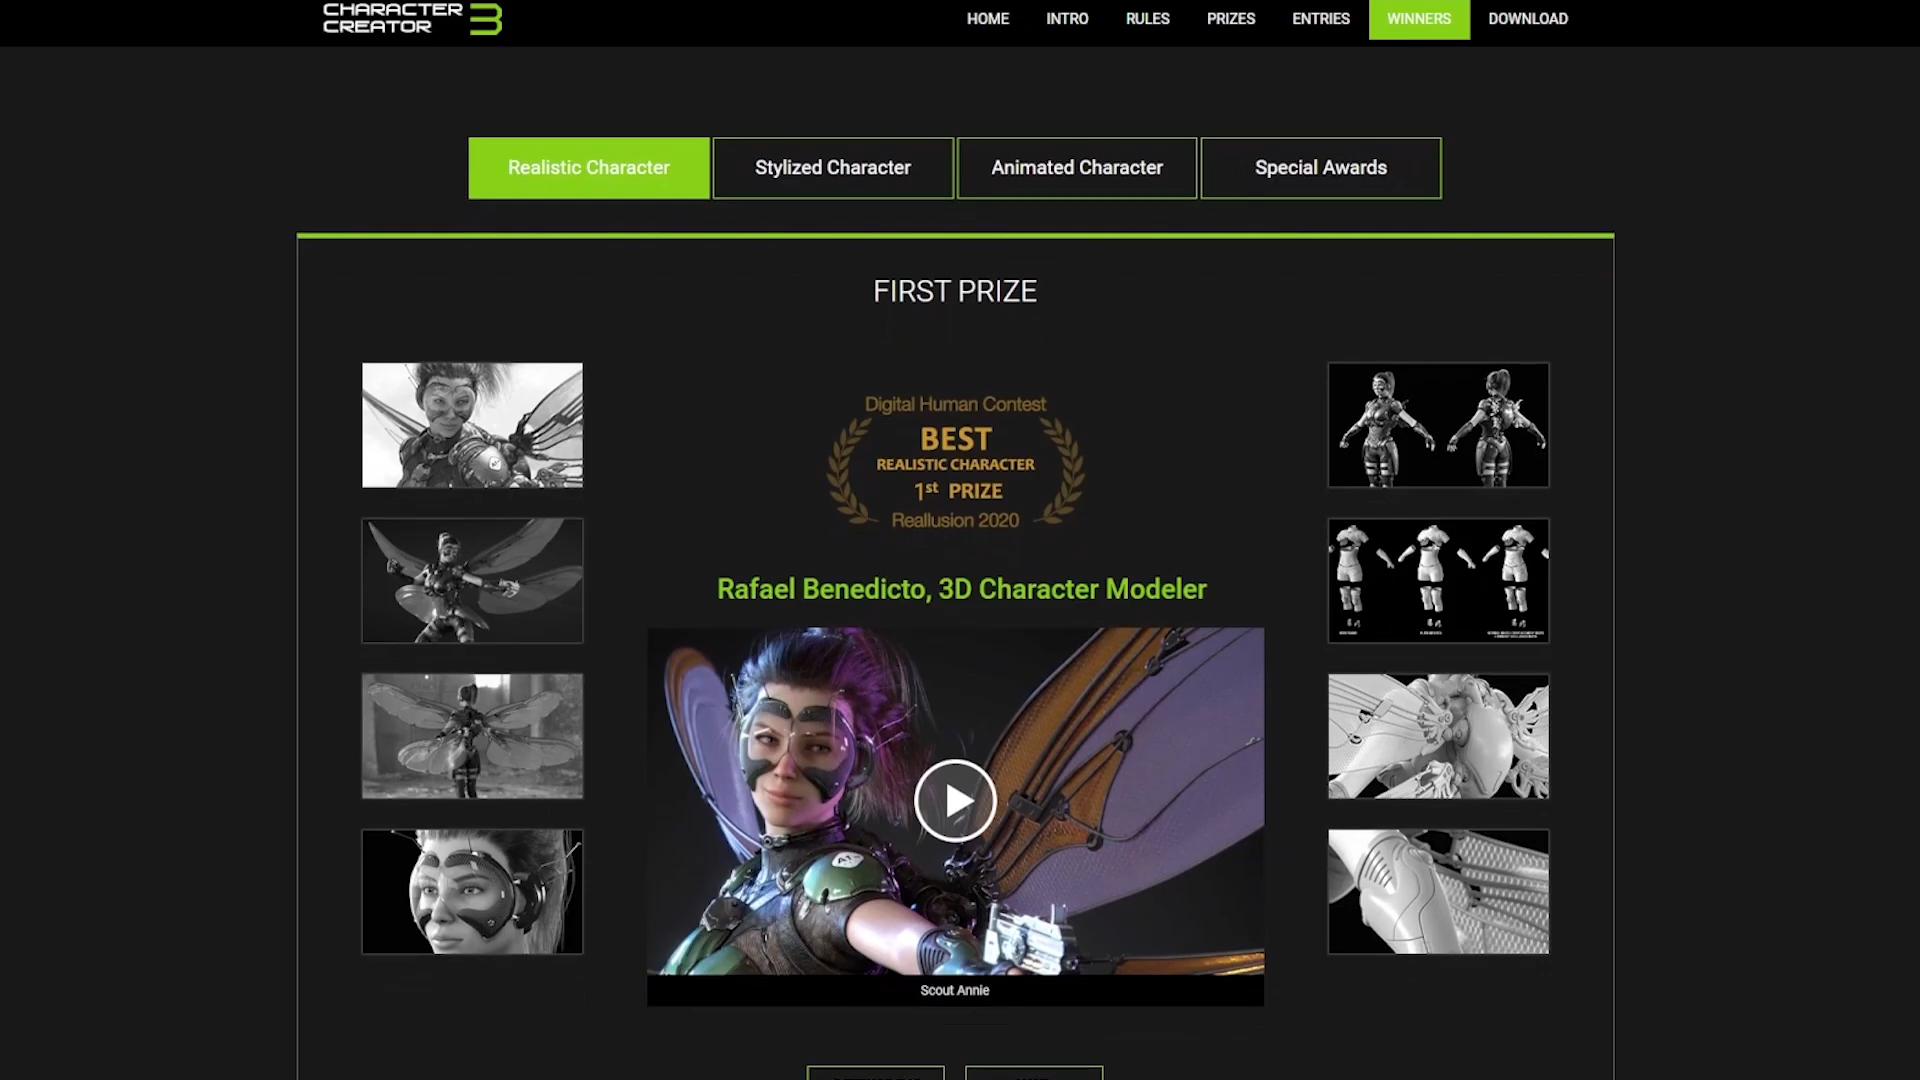 CHARACTER
CREATOR 3
HOME INTRO RULES PRIZES ENTRIES WINNERS DOWNLOAD
Realistic Character Stylized Character Animated Character Special Awards
FIRST PRIZE
Digital Human Contest
BEST
REALISTIC CHARACTER
1st PRIZE
Reallusion 2020
Rafael Benedicto, 3D Character Modeler
Scout Annie